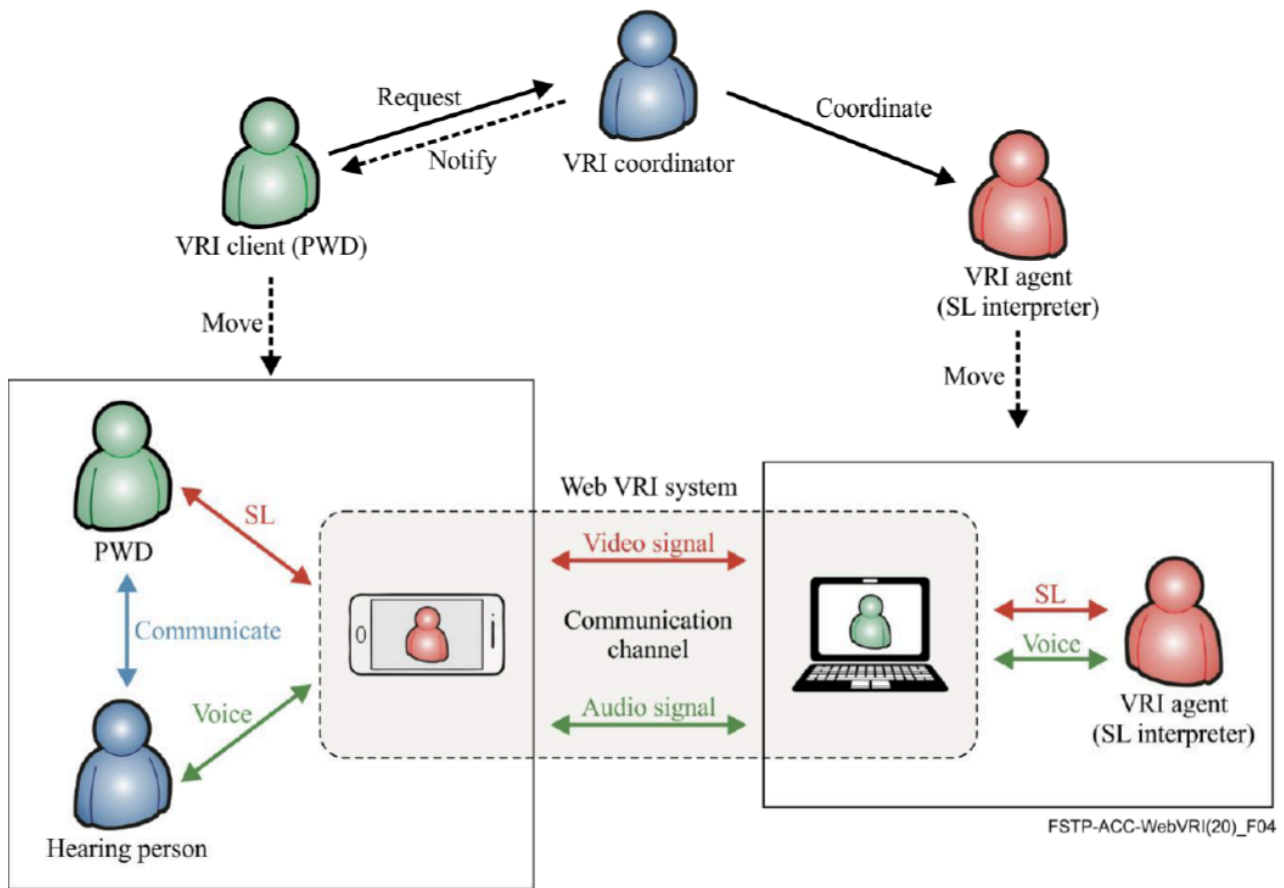 Request
Notify
VRI coordinator
Coordinate
VRI client (PWD)
VRI agent
(SL interpreter)
Move
Move
Web VRI system
PWD
SL
Video signal
Communicate
Communication
channel
SL
Voice
Voice
Audio signal
VRI agent
(SL interpreter)
Hearing person
FSTP-ACC-WebVRI(20)_F04